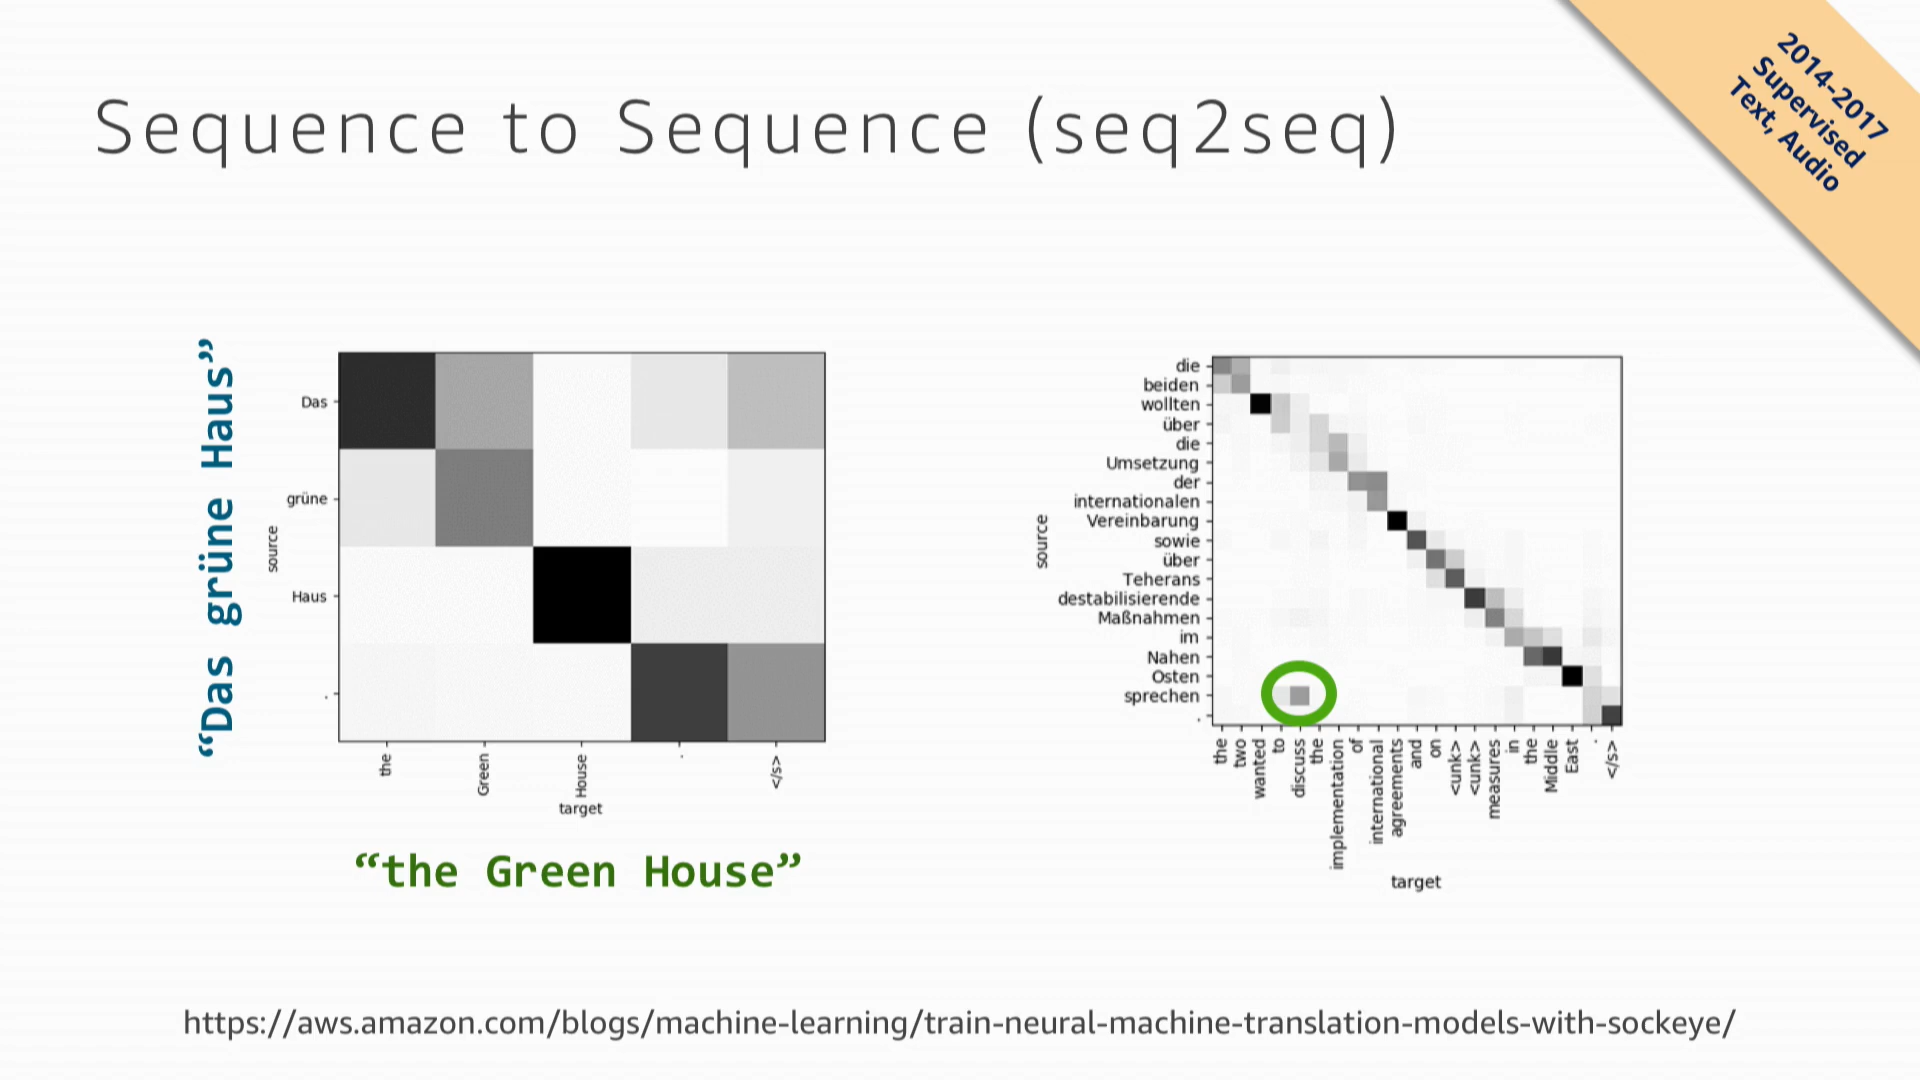 Sequence to Sequence (seq2seq)
2014-2017
Supervised
Text, Audio
“Das grüne Haus”
source
Das
grüne
Haus
.
the
Green
House
.
</s>
target
“the Green House”
source
die
beiden
wollten
über
die
Umsetzung
der
internationalen
Vereinbarung
sowie
über
Teherans
destabilisierende
Maßnahmen
im
Nahen
Osten
sprechen
.
the
two
wanted
to
discuss
the
implementation
of
international
agreements
and
on
<unk>
<unk>
measures
in
the
Middle
East
.
</s>
target
https://aws.amazon.com/blogs/machine-learning/train-neural-machine-translation-models-with-sockeye/